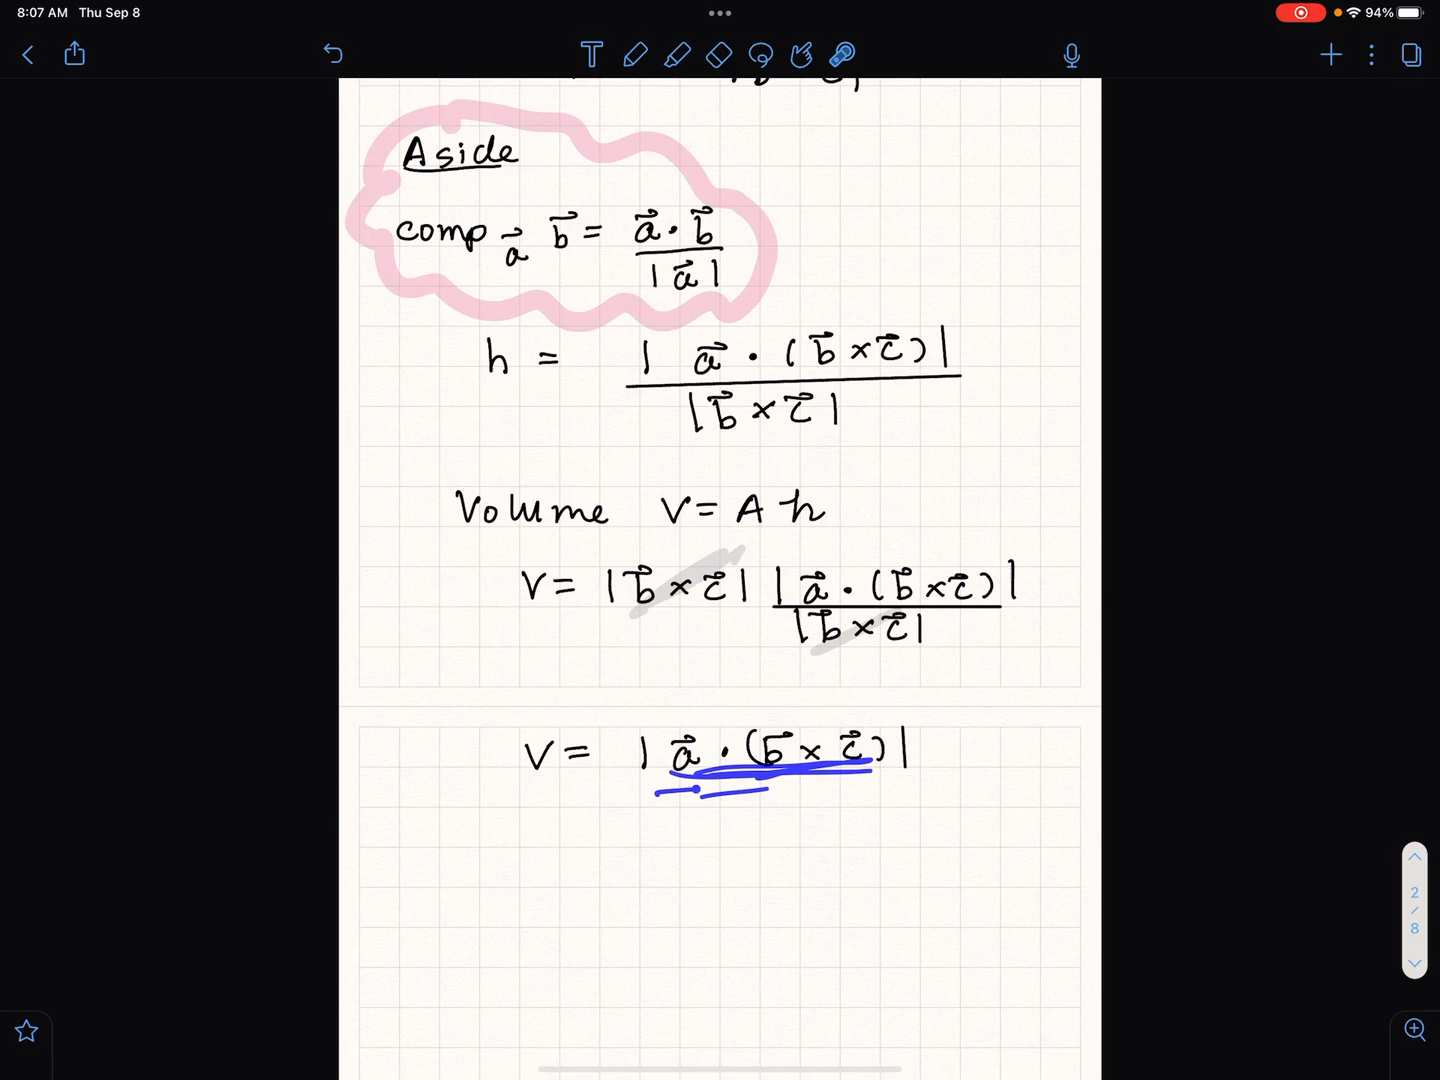 8:07 AM Thu Sep 8
94%
Aside
comp_a⃗ b⃗ = a⃗ · b⃗ / |a⃗|
h = |a⃗ · (b⃗ × c⃗)| / |b⃗ × c⃗|
Volume V = A h
V = |b⃗ × c⃗| |a⃗ · (b⃗ × c⃗)| / |b⃗ × c⃗|
V = |a⃗ · (b⃗ × c⃗)|
2
/
8